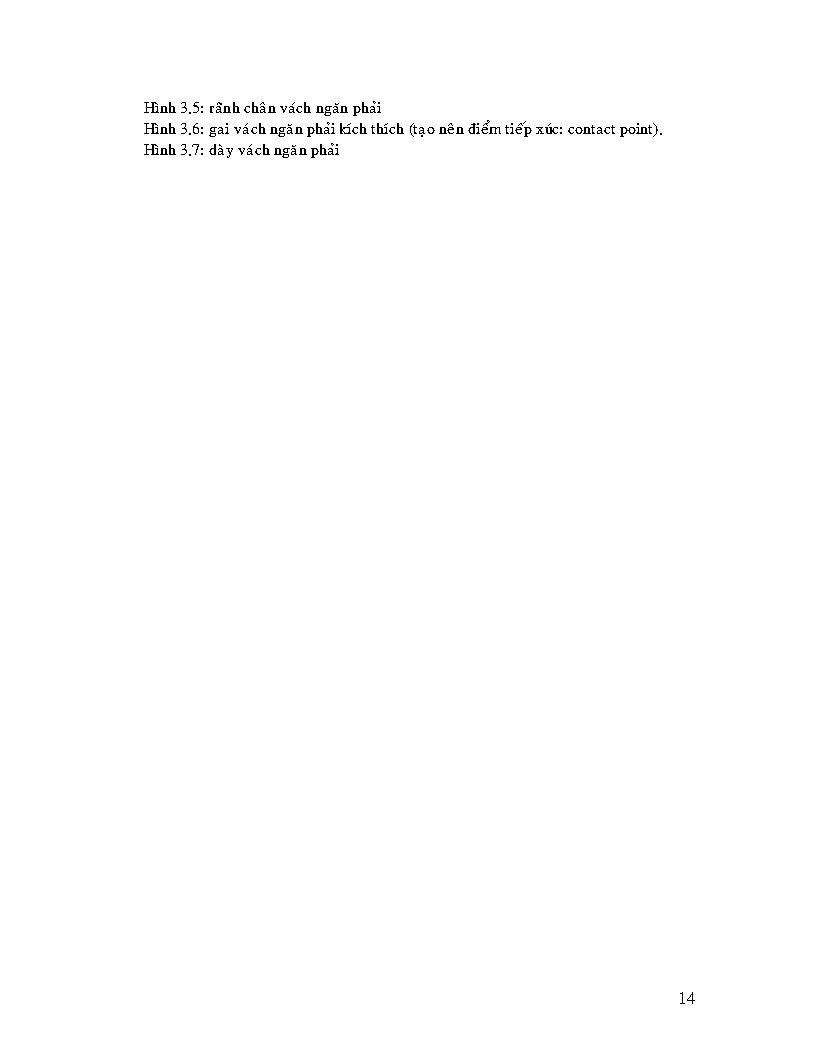 Hình 3.5: rãnh chân vách ngăn phải
Hình 3.6: gai vách ngăn phải kích thích (tạo nên điểm tiếp xúc: contact point).
Hình 3.7: dày vách ngăn phải
14